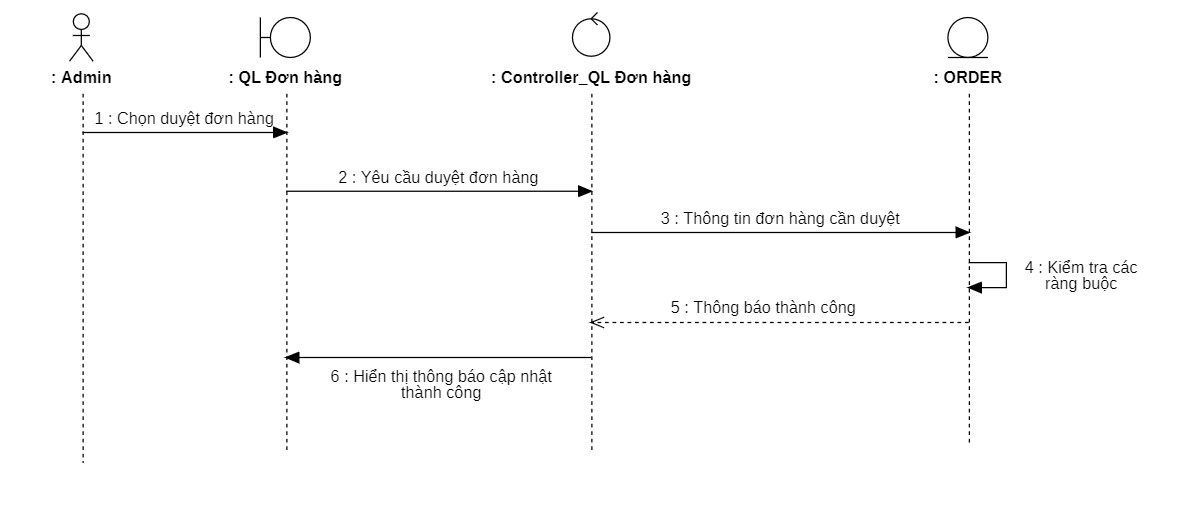 : Admin
: QL Đơn hàng
: Controller_QL Đơn hàng
: ORDER
1 : Chọn duyệt đơn hàng
2 : Yêu cầu duyệt đơn hàng
3 : Thông tin đơn hàng cần duyệt
4 : Kiểm tra các
ràng buộc
5 : Thông báo thành công
6 : Hiển thị thông báo cập nhật
thành công